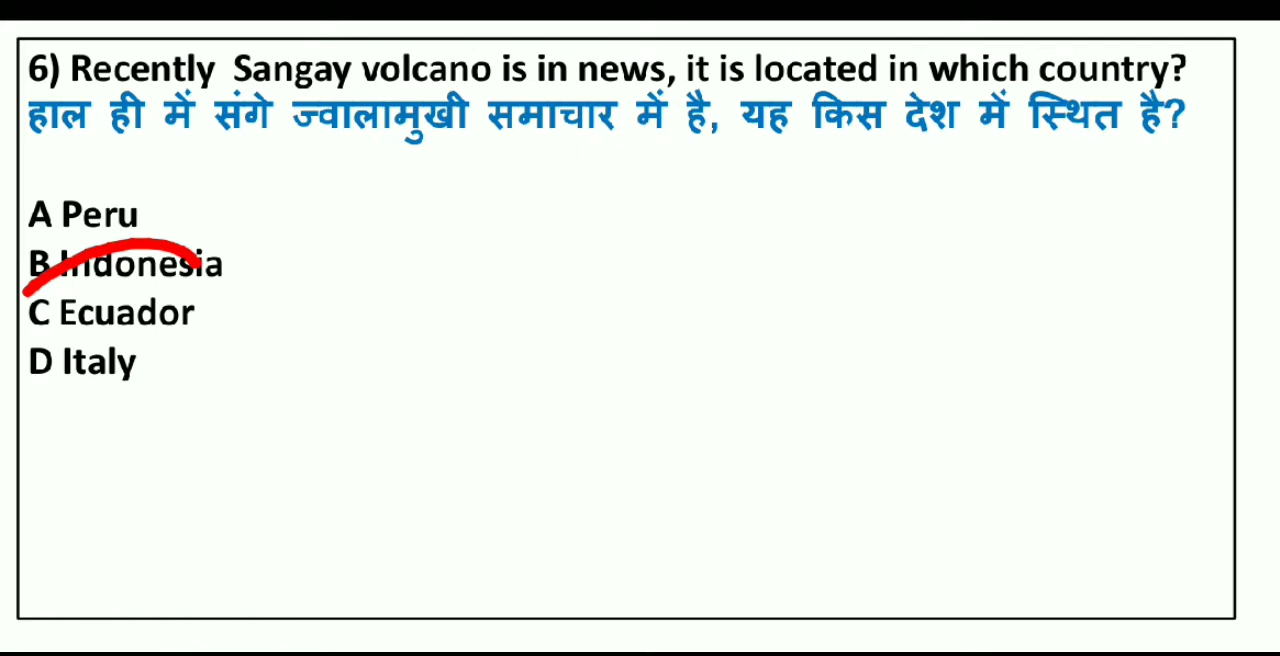 6) Recently Sangay volcano is in news, it is located in which country?
हाल ही में संगे ज्वालामुखी समाचार में है, यह किस देश में स्थित है?
A Peru
B Indonesia
C Ecuador
D Italy